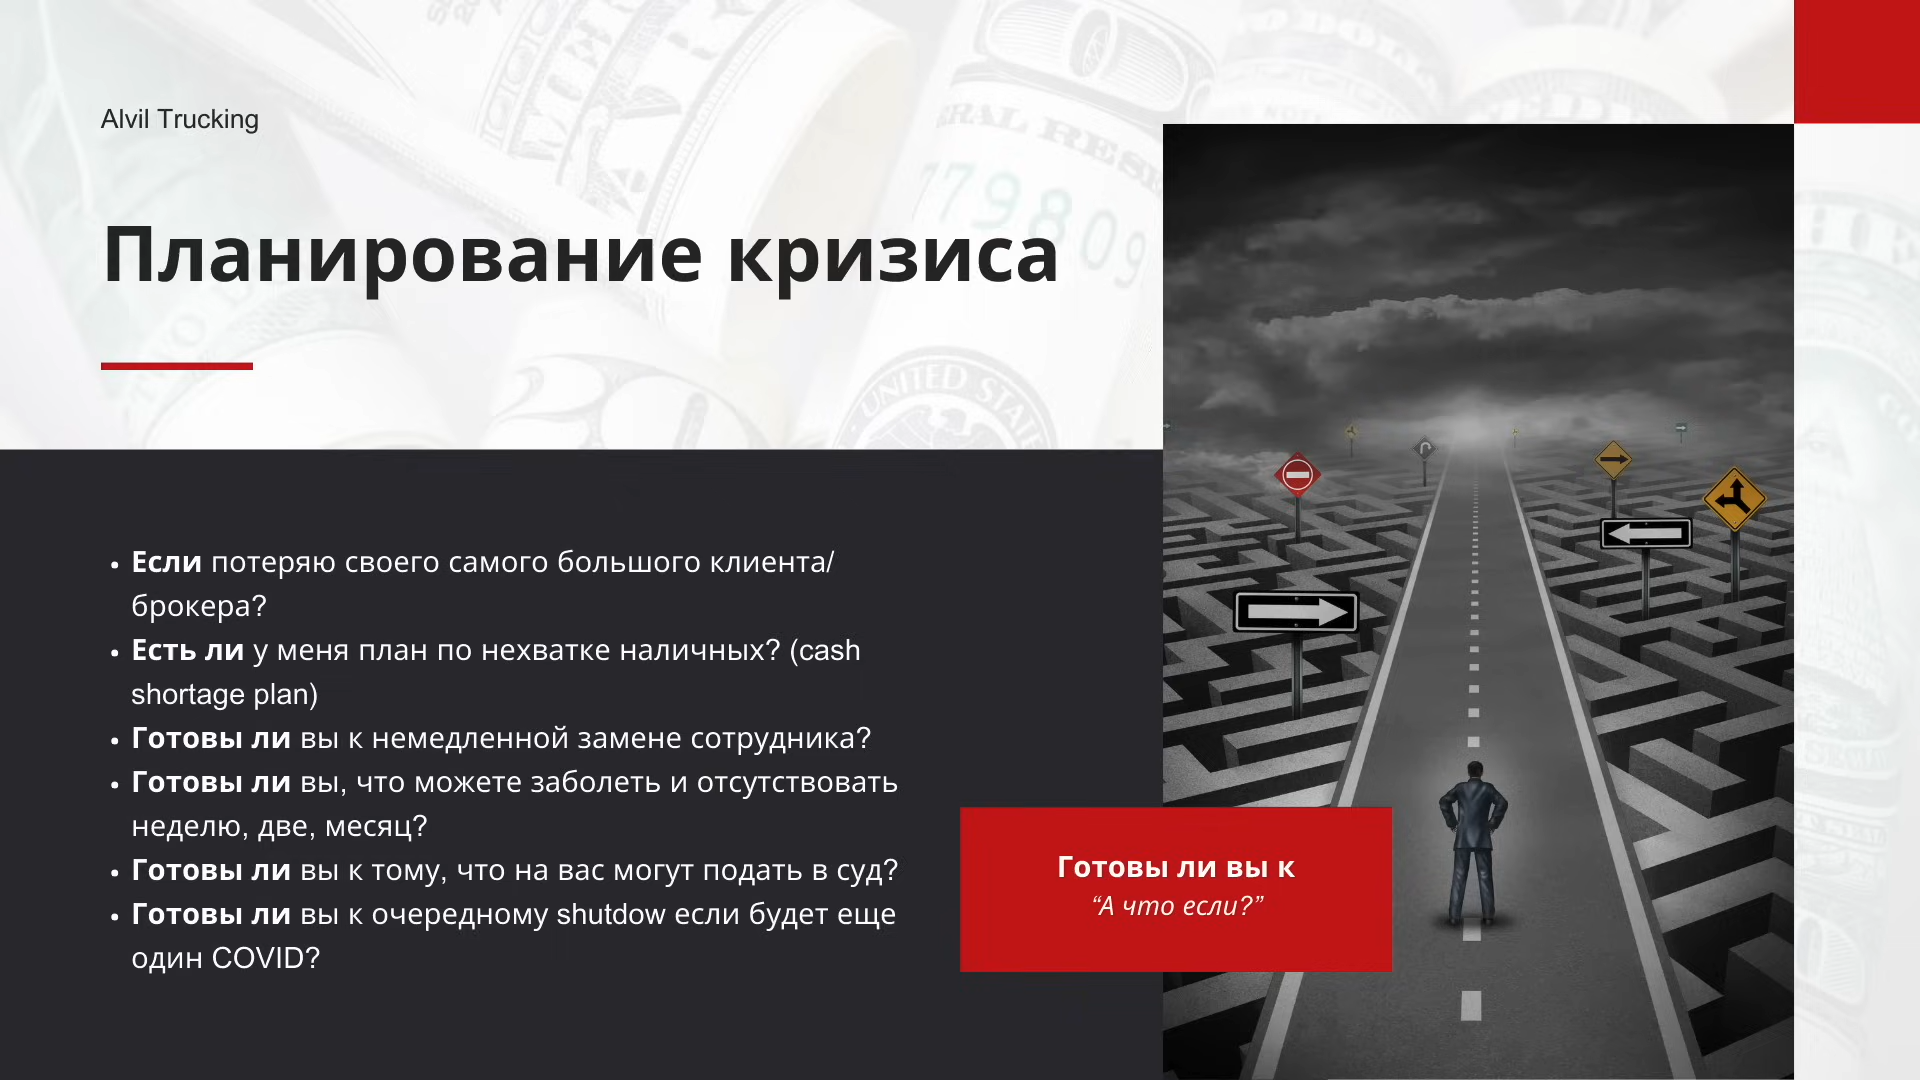 Alvil Trucking
Планирование кризиса
• Если потеряю своего самого большого клиента/
брокера?
• Есть ли у меня план по нехватке наличных? (cash
shortage plan)
• Готовы ли вы к немедленной замене сотрудника?
• Готовы ли вы, что можете заболеть и отсутствовать
неделю, две, месяц?
• Готовы ли вы к тому, что на вас могут подать в суд?
• Готовы ли вы к очередному shutdow если будет еще
один COVID?
Готовы ли вы к
“А что если?”
UNITED STATE
79809